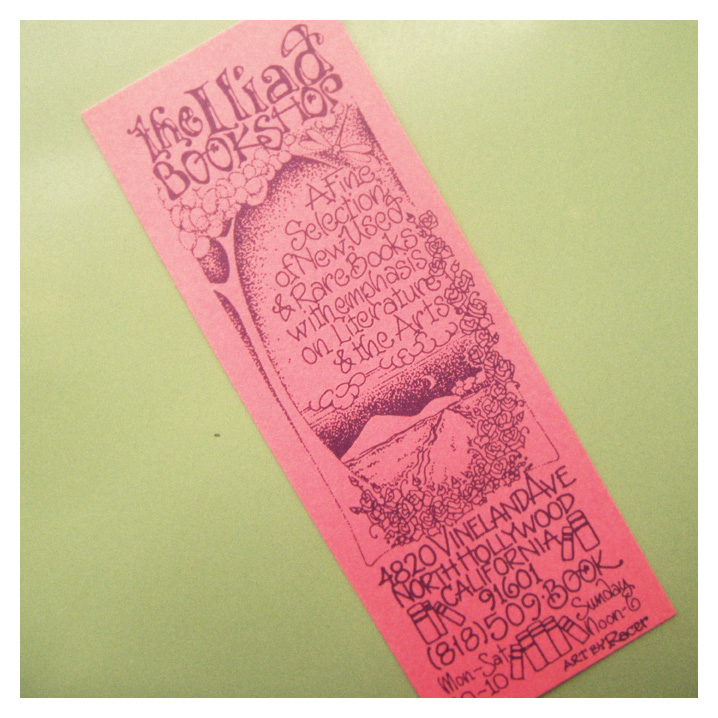 the Iliad
BOOKSHOP
A Fine
Selection
of New, Used
& Rare Books
with emphasis
on Literature
& the Arts
4820 VINELAND AVE
NORTH HOLLYWOOD
CALIFORNIA
91601
(818) 509-BOOK
Mon-Sat
10-10
Sunday
Noon-6
ART BY Racer